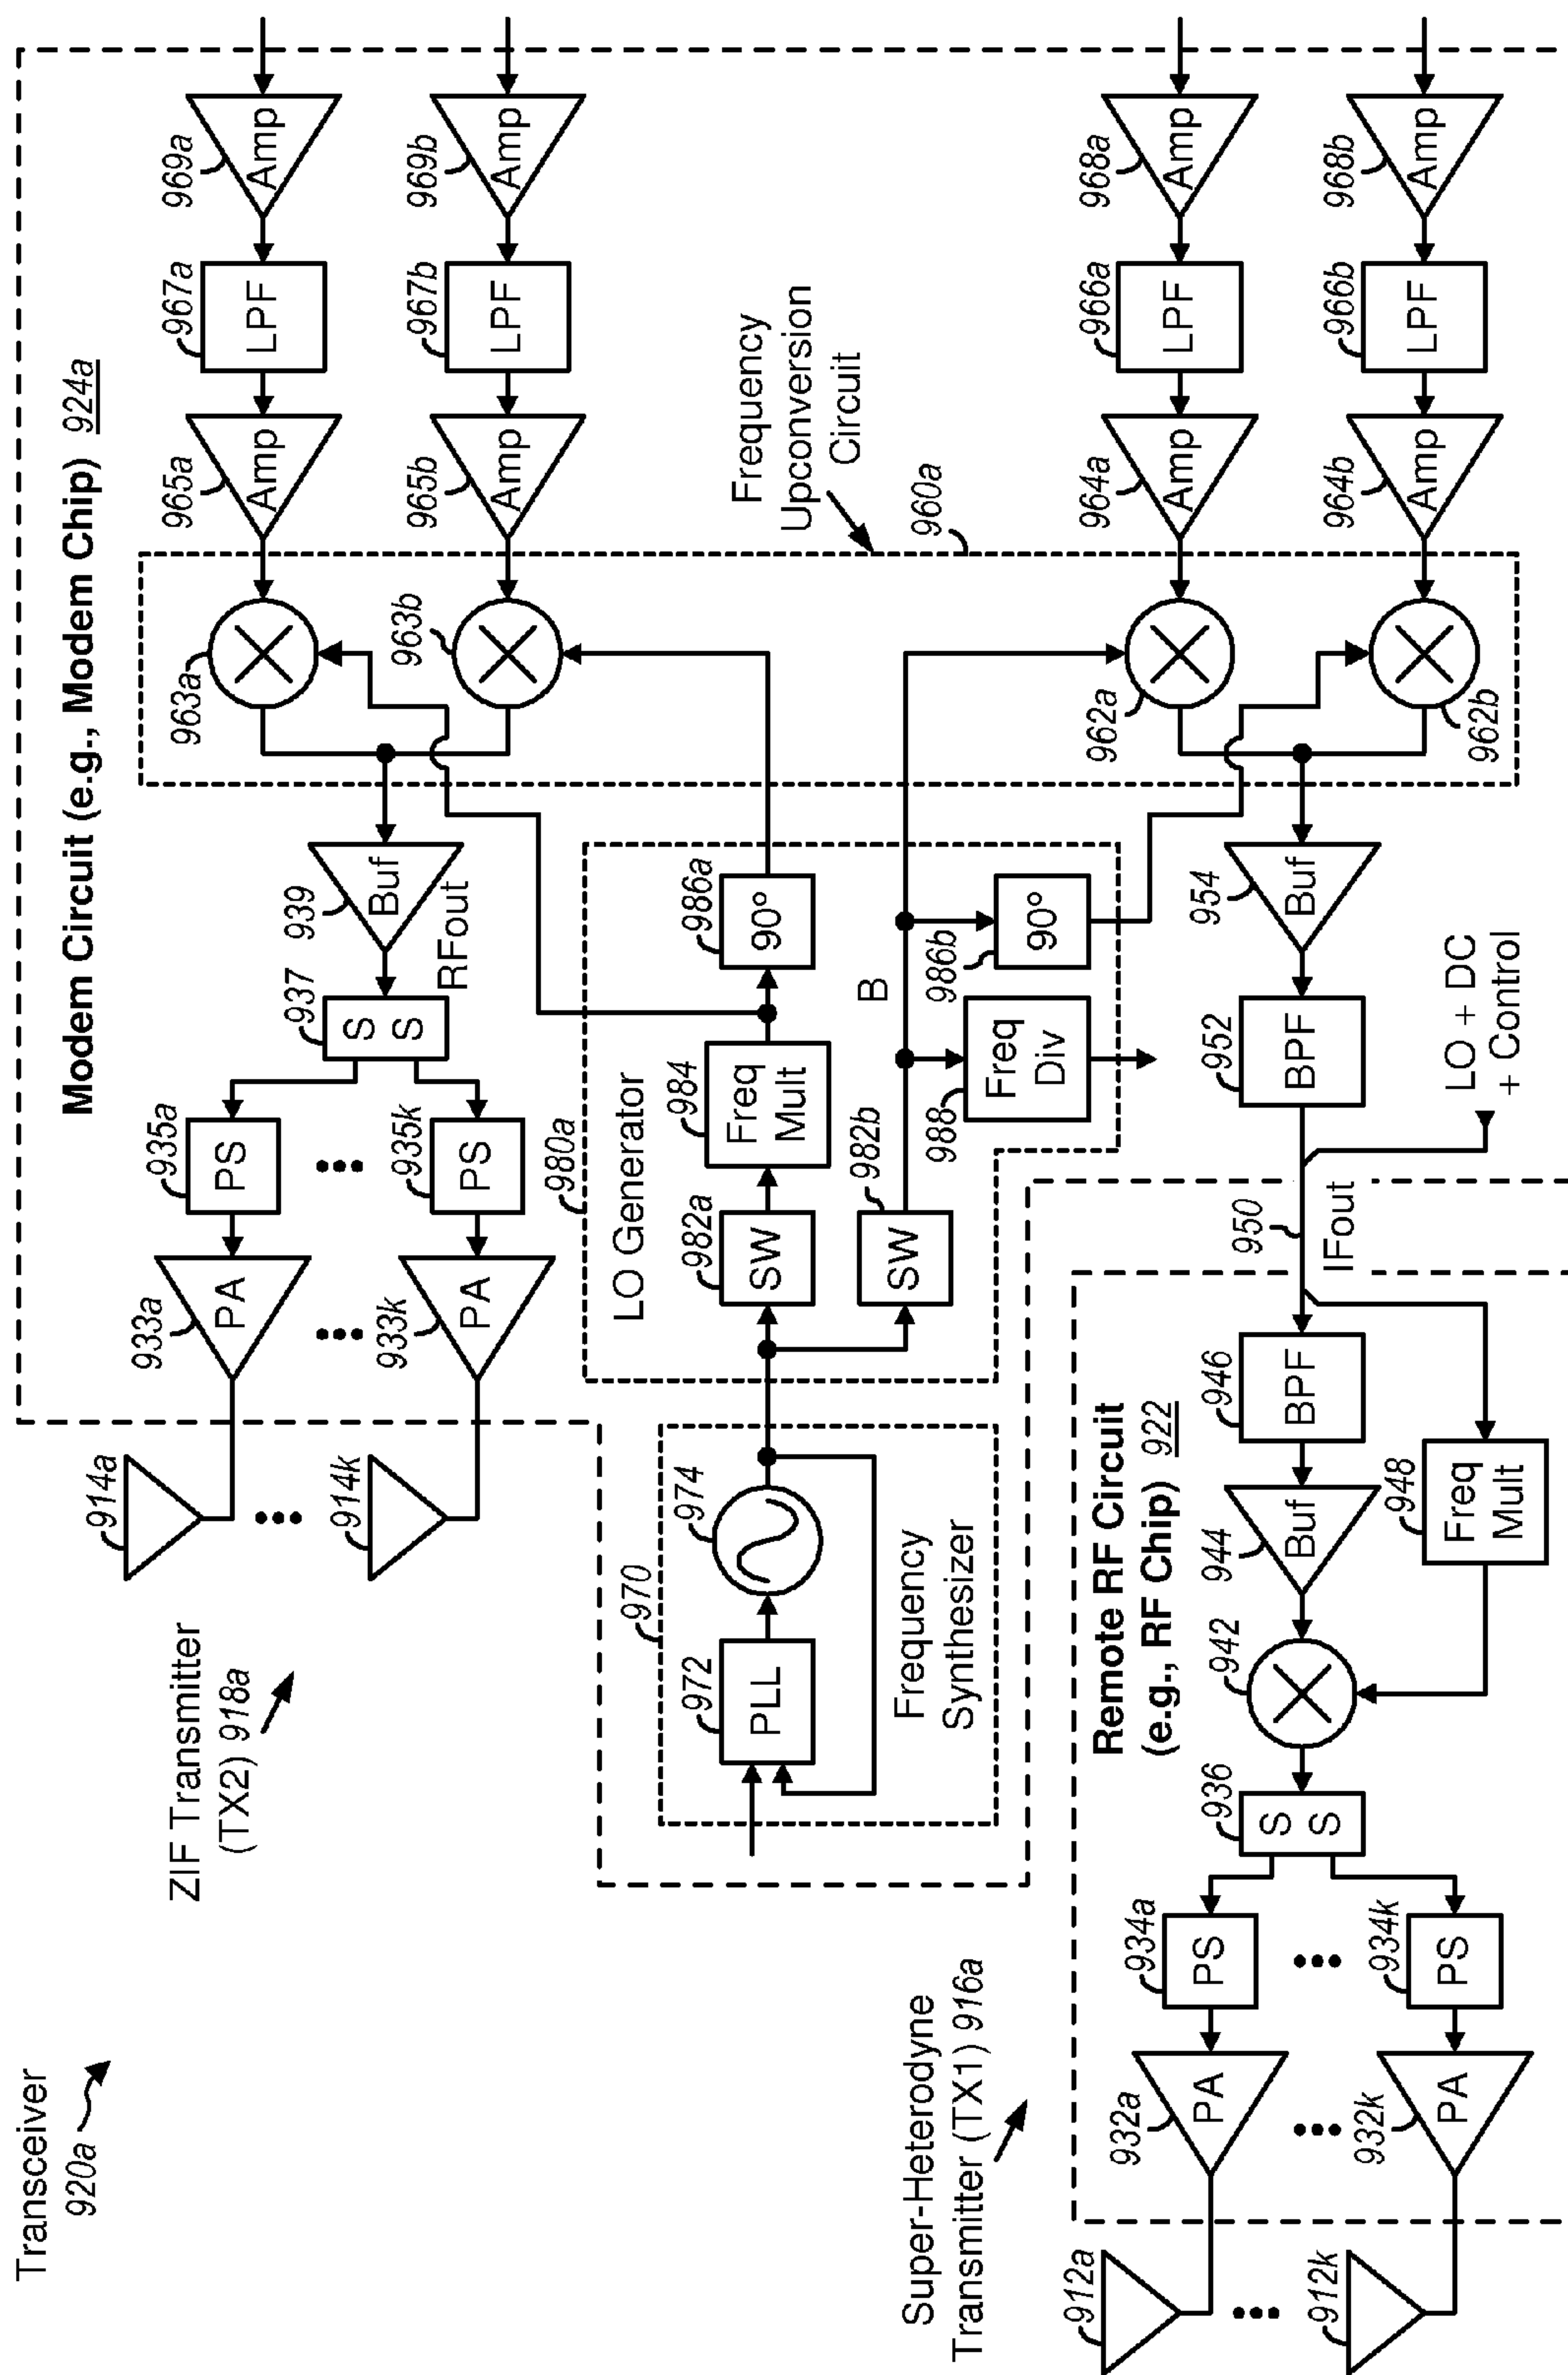 Transceiver
920a
Modem Circuit (e.g., Modem Chip) 924a
ZIF Transmitter
(TX2) 918a
914a
914k
933a
PA
933k
PA
935a
PS
935k
PS
937
S
S
939
Buf
RFout
963a
963b
965a
Amp
965b
Amp
967a
LPF
967b
LPF
969a
Amp
969b
Amp
970
972
PLL
974
Frequency
Synthesizer
LO Generator
980a
982a
SW
982b
SW
984
Freq
Mult
986a
90°
B
988
Freq
Div
986b
90°
Frequency
Upconversion
Circuit
960a
Super-Heterodyne
Transmitter (TX1) 916a
Remote RF Circuit
(e.g., RF Chip) 922
912a
912k
932a
PA
932k
PA
934a
PS
934k
PS
936
S
S
942
944
Buf
946
BPF
948
Freq
Mult
950
IFout
LO + DC
+ Control
952
BPF
954
Buf
962a
962b
964a
Amp
964b
Amp
966a
LPF
966b
LPF
968a
Amp
968b
Amp